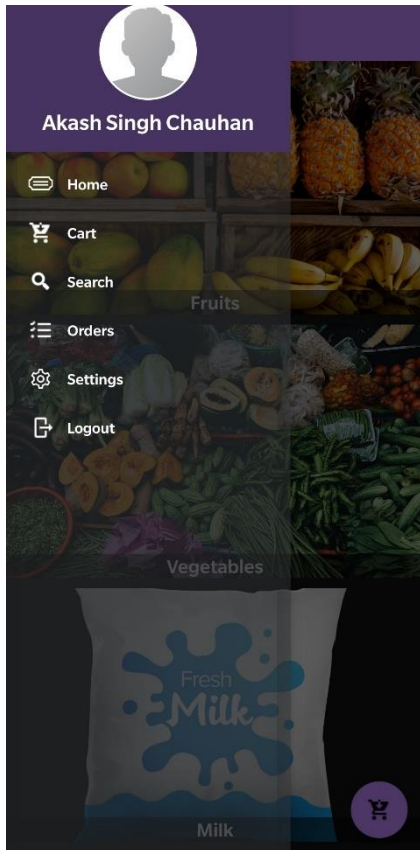 Akash Singh Chauhan
Home
Cart
Search
Fruits
Orders
Settings
Logout
Vegetables
Fresh
Milk
Milk